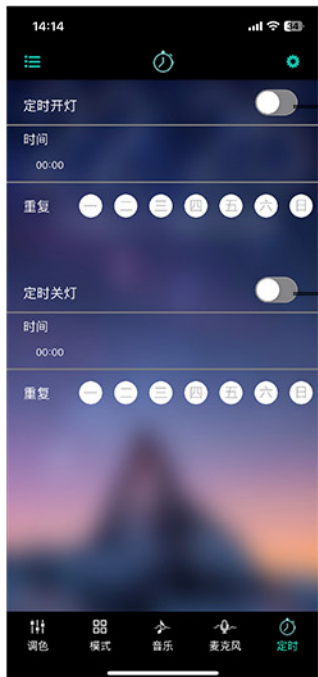 14:14
34
定时开灯
时间
00:00
重复 一 二 三 四 五 六 日
定时关灯
时间
00:00
重复 一 二 三 四 五 六 日
调色 模式 音乐 麦克风 定时